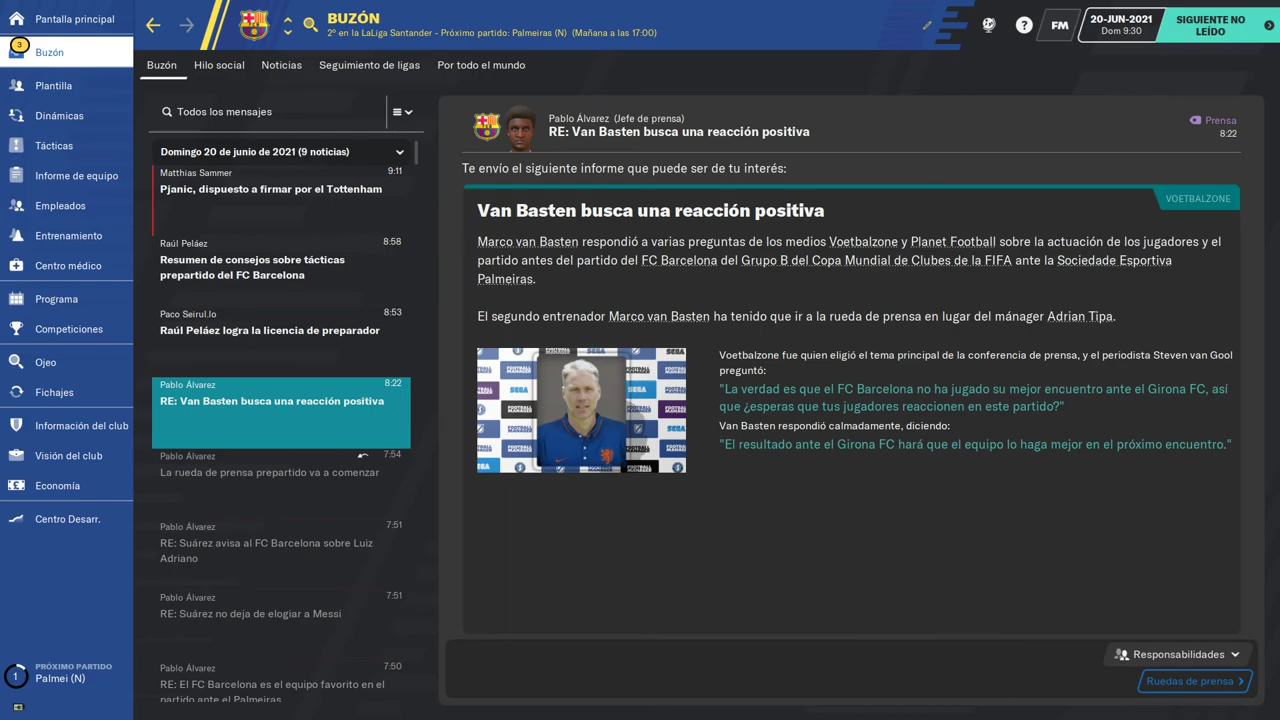 Pantalla principal
3
Buzón
Plantilla
Dinámicas
Tácticas
Informe de equipo
Empleados
Entrenamiento
Centro médico
Programa
Competiciones
Ojeo
Fichajes
Información del club
Visión del club
Economía
Centro Desarr.
1
PRÓXIMO PARTIDO
Palmei (N)
BUZÓN
2º en la LaLiga Santander - Próximo partido: Palmeiras (N) (Mañana a las 17:00)
?
FM
20-JUN-2021
Dom 9:30
SIGUIENTE NO
LEÍDO
Buzón Hilo social Noticias Seguimiento de ligas Por todo el mundo
Todos los mensajes
Domingo 20 de junio de 2021 (9 noticias)
Matthias Sammer 9:11
Pjanic, dispuesto a firmar por el Tottenham
Raúl Peláez 8:58
Resumen de consejos sobre tácticas
prepartido del FC Barcelona
Paco Seirul.lo 8:53
Raúl Peláez logra la licencia de preparador
Pablo Álvarez 8:22
RE: Van Basten busca una reacción positiva
Pablo Álvarez 7:54
La rueda de prensa prepartido va a comenzar
Pablo Álvarez 7:51
RE: Suárez avisa al FC Barcelona sobre Luiz
Adriano
Pablo Álvarez 7:51
RE: Suárez no deja de elogiar a Messi
Pablo Álvarez 7:50
RE: El FC Barcelona es el equipo favorito en el
partido ante el Palmeiras
Pablo Álvarez (Jefe de prensa)
RE: Van Basten busca una reacción positiva
Prensa
8:22
Te envío el siguiente informe que puede ser de tu interés:
VOETBALZONE
Van Basten busca una reacción positiva
Marco van Basten respondió a varias preguntas de los medios Voetbalzone y Planet Football sobre la actuación de los jugadores y el
partido antes del partido del FC Barcelona del Grupo B del Copa Mundial de Clubes de la FIFA ante la Sociedade Esportiva
Palmeiras.
El segundo entrenador Marco van Basten ha tenido que ir a la rueda de prensa en lugar del mánager Adrian Tipa.
SEGA
Voetbalzone fue quien eligió el tema principal de la conferencia de prensa, y el periodista Steven van Gool
preguntó:
"La verdad es que el FC Barcelona no ha jugado su mejor encuentro ante el Girona FC, así
que ¿esperas que tus jugadores reaccionen en este partido?"
Van Basten respondió calmadamente, diciendo:
"El resultado ante el Girona FC hará que el equipo lo haga mejor en el próximo encuentro."
Responsabilidades
Ruedas de prensa